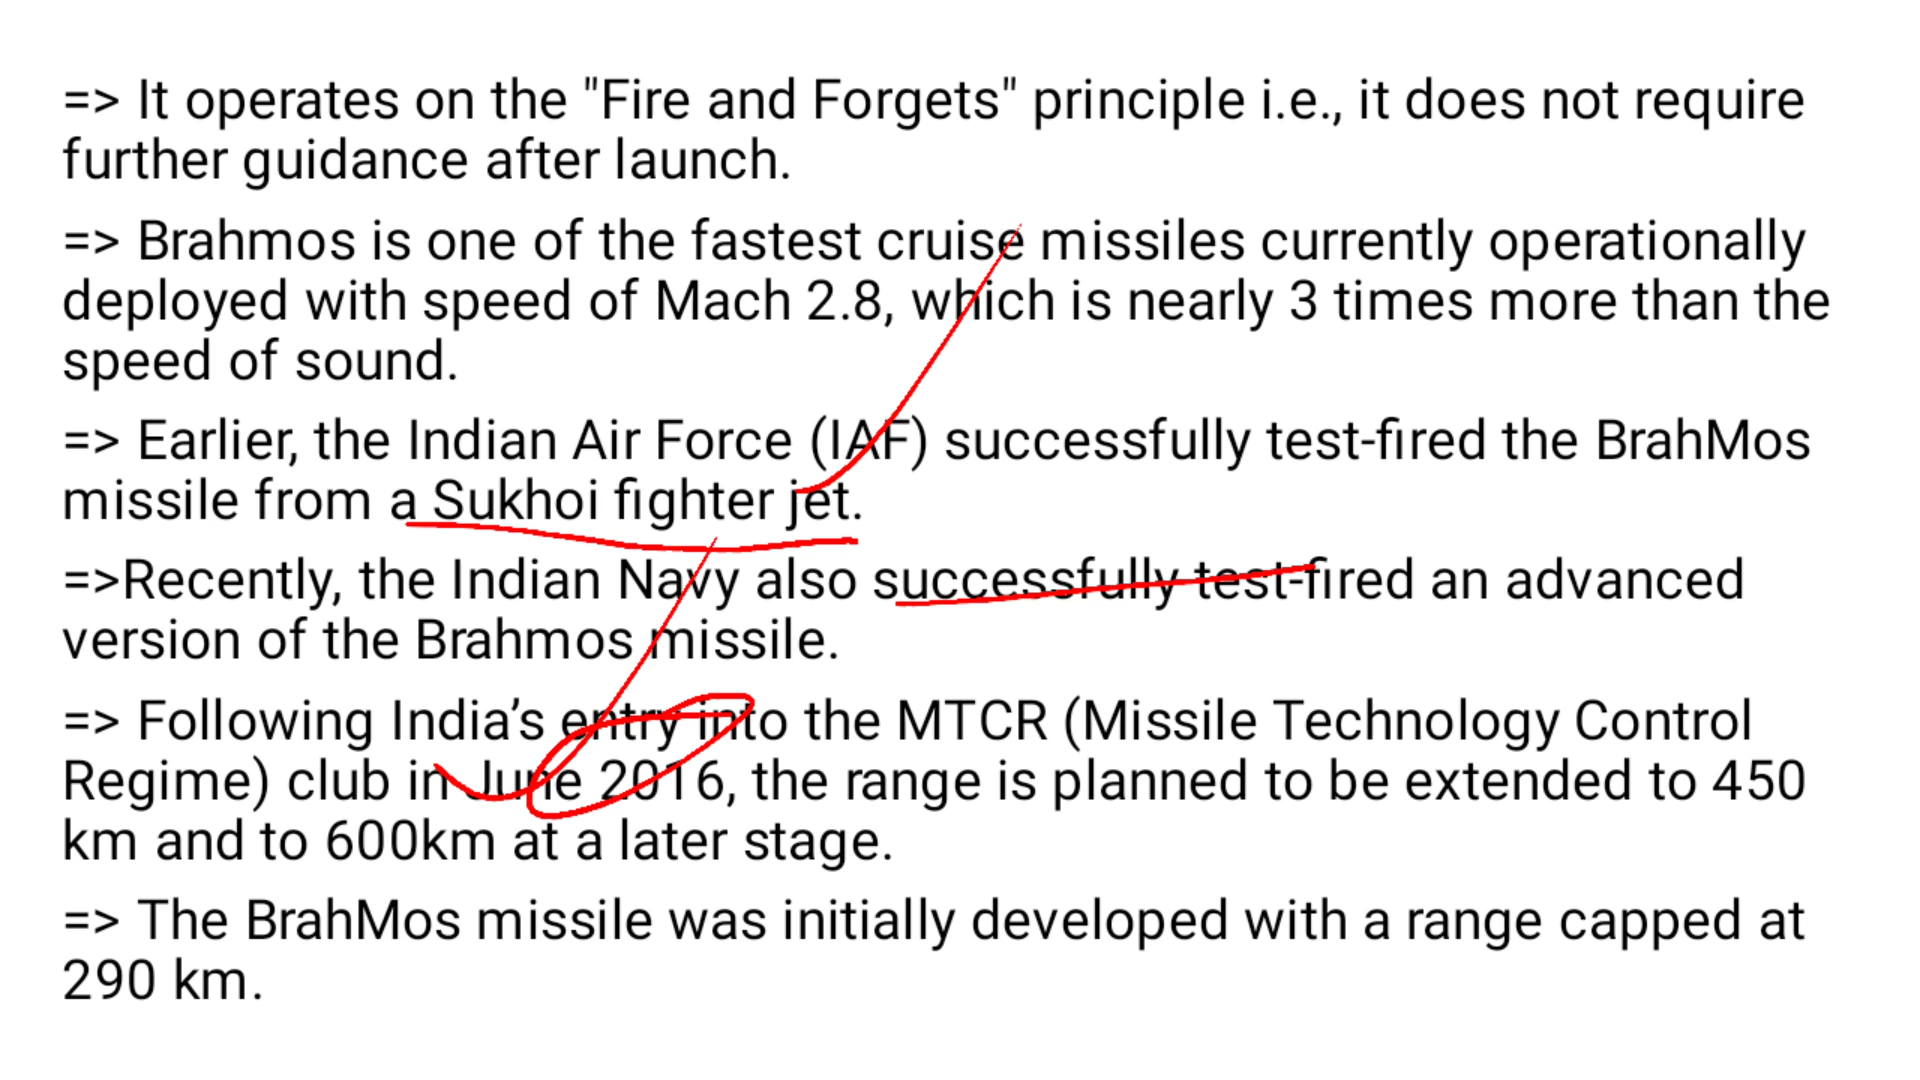 => It operates on the "Fire and Forgets" principle i.e., it does not require
further guidance after launch.
=> Brahmos is one of the fastest cruise missiles currently operationally
deployed with speed of Mach 2.8, which is nearly 3 times more than the
speed of sound.
=> Earlier, the Indian Air Force (IAF) successfully test-fired the BrahMos
missile from a Sukhoi fighter jet.
=>Recently, the Indian Navy also successfully test-fired an advanced
version of the Brahmos missile.
=> Following India’s entry into the MTCR (Missile Technology Control
Regime) club in June 2016, the range is planned to be extended to 450
km and to 600km at a later stage.
=> The BrahMos missile was initially developed with a range capped at
290 km.